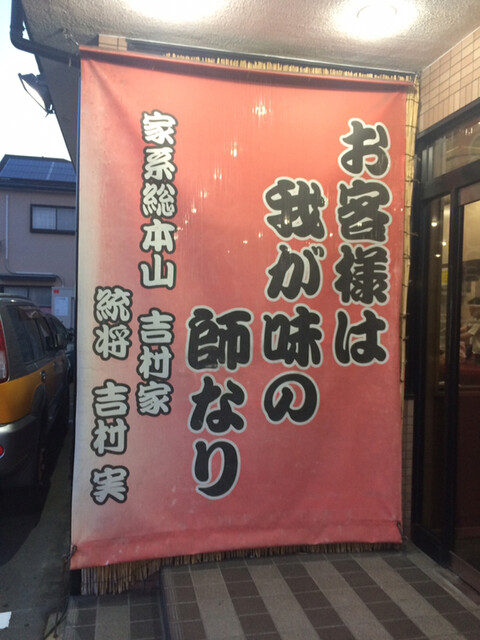 お客様は
我が味の
師なり
家系総本山 吉村家
統将 吉村 実